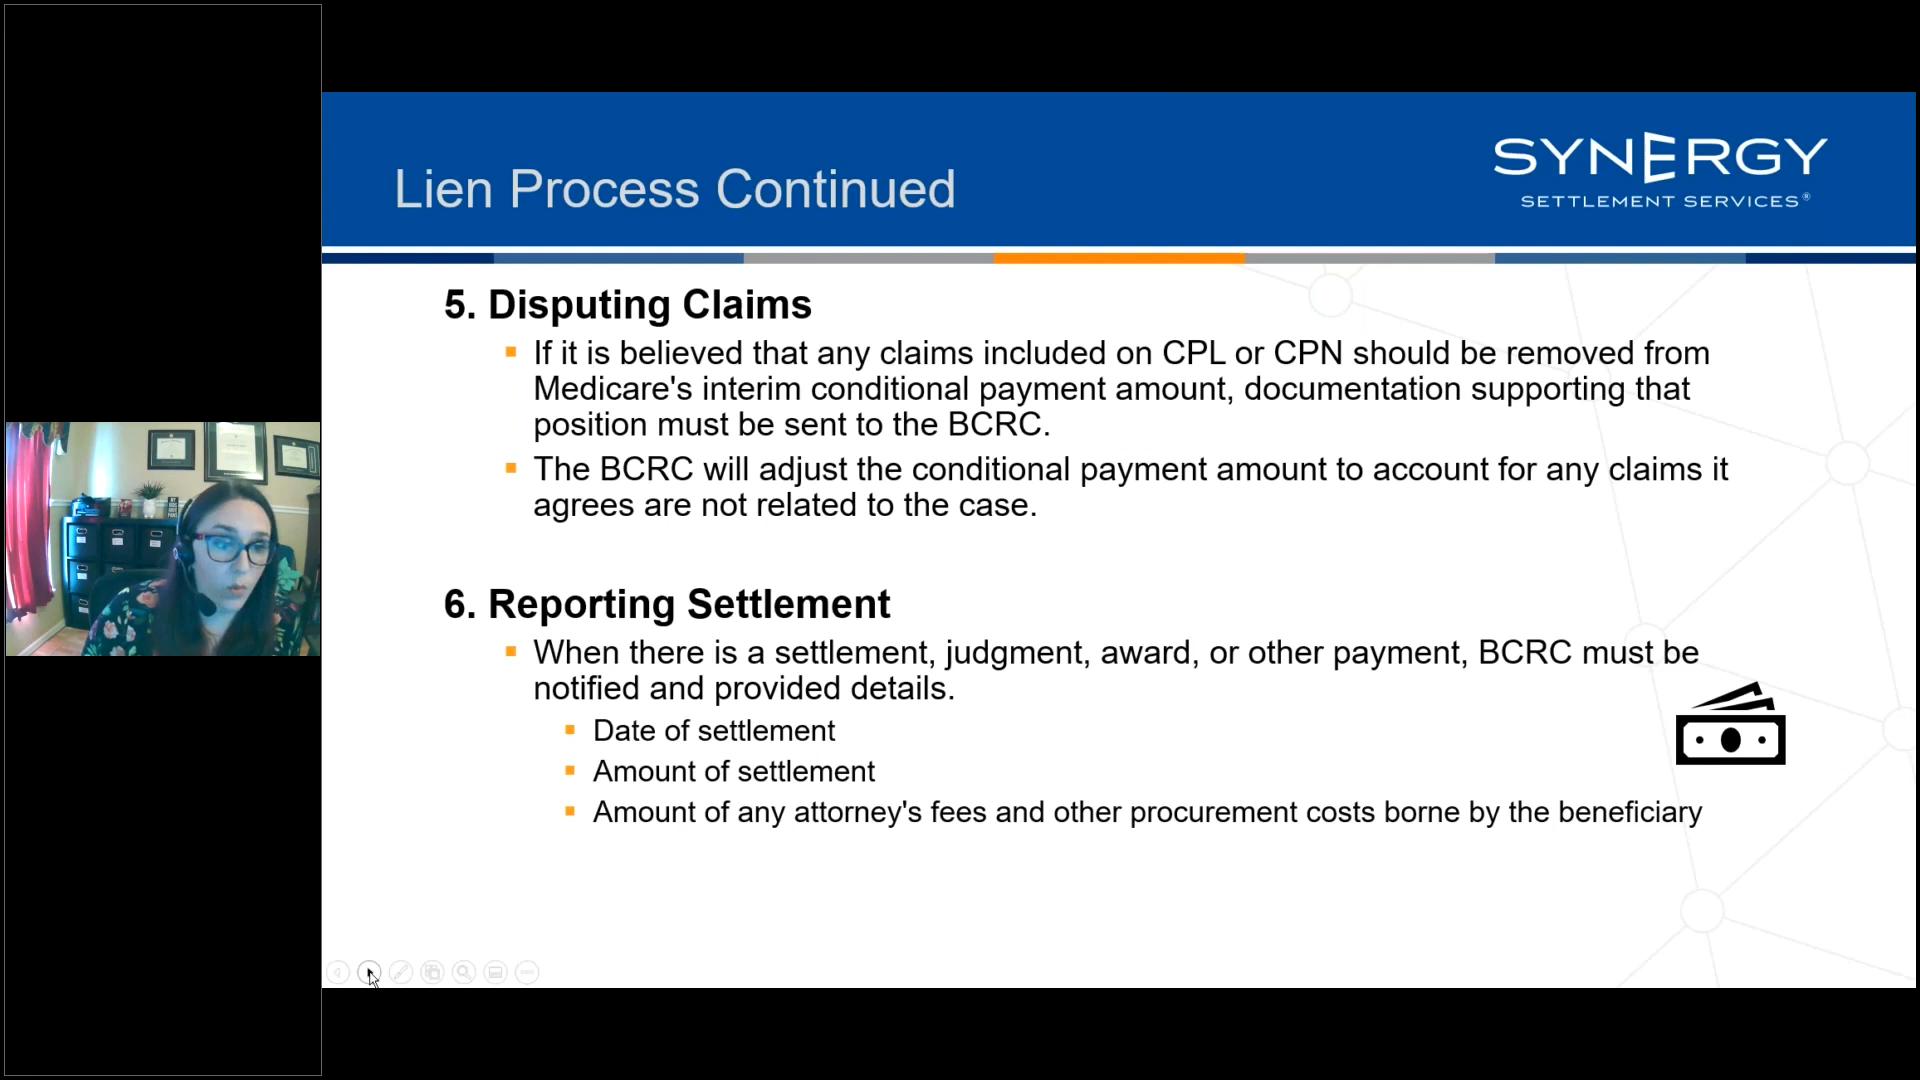 Lien Process Continued
SYNERGY
SETTLEMENT SERVICES®
5. Disputing Claims
If it is believed that any claims included on CPL or CPN should be removed from
Medicare's interim conditional payment amount, documentation supporting that
position must be sent to the BCRC.
The BCRC will adjust the conditional payment amount to account for any claims it
agrees are not related to the case.
6. Reporting Settlement
When there is a settlement, judgment, award, or other payment, BCRC must be
notified and provided details.
Date of settlement
Amount of settlement
Amount of any attorney's fees and other procurement costs borne by the beneficiary